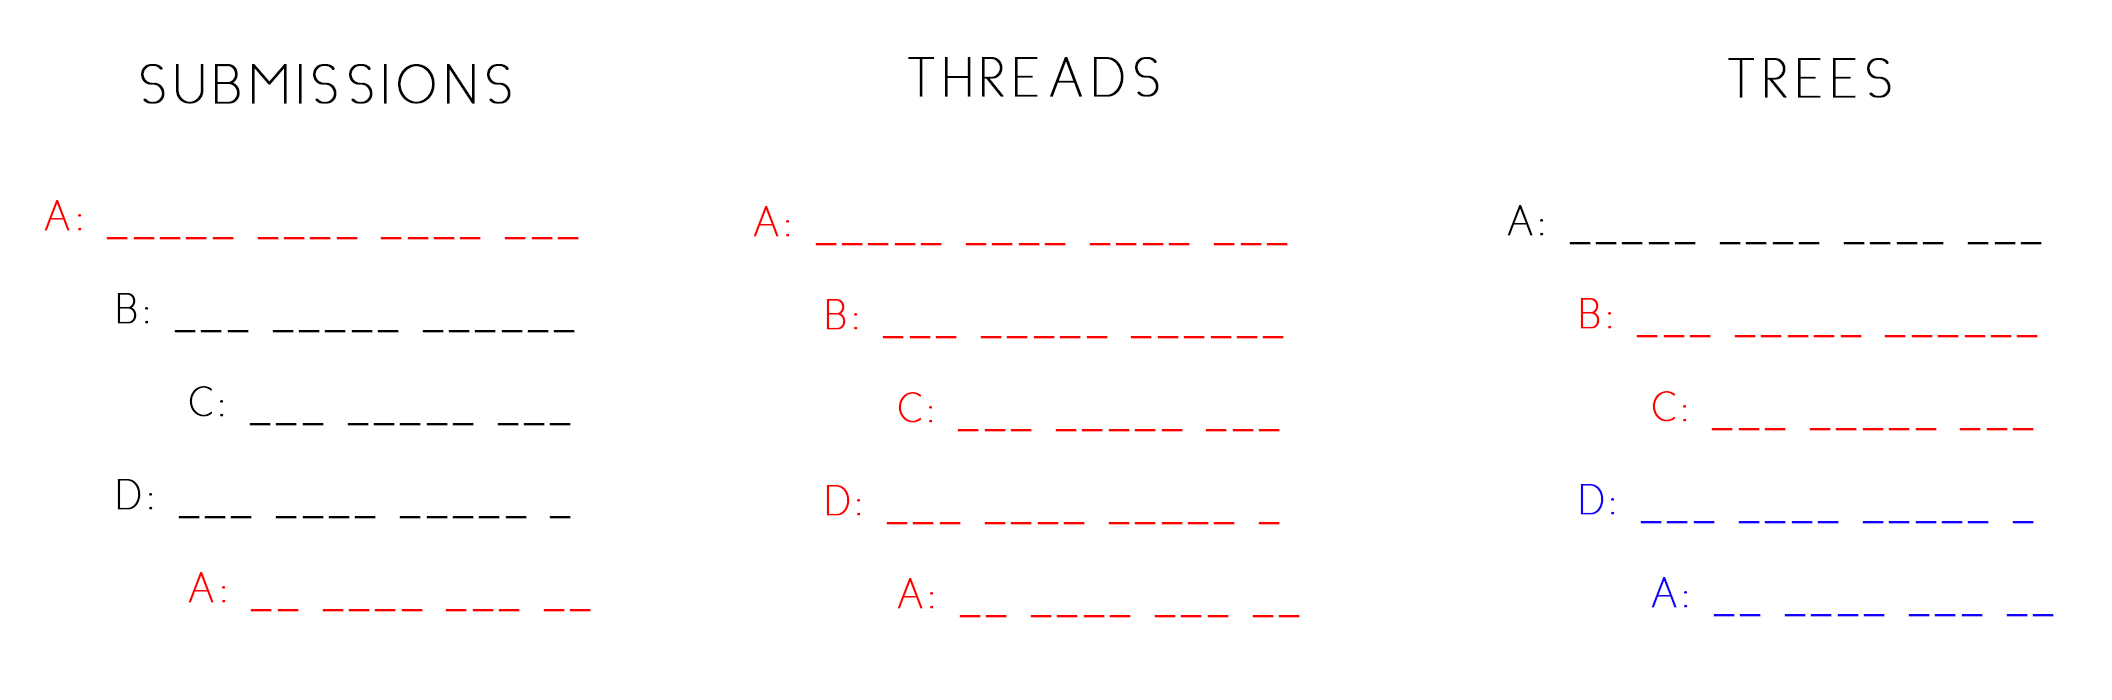 SUBMISSIONS
A: _____ ____ ____ ___
B: ___ _____ ______
C: ___ _____ ___
D: ___ ____ _____ _
A: __ ____ ___ __
THREADS
A: _____ ____ ____ ___
B: ___ _____ ______
C: ___ _____ ___
D: ___ ____ _____ _
A: __ ____ ___ __
TREES
A: _____ ____ ____ ___
B: ___ _____ ______
C: ___ _____ ___
D: ___ ____ _____ _
A: __ ____ ___ __